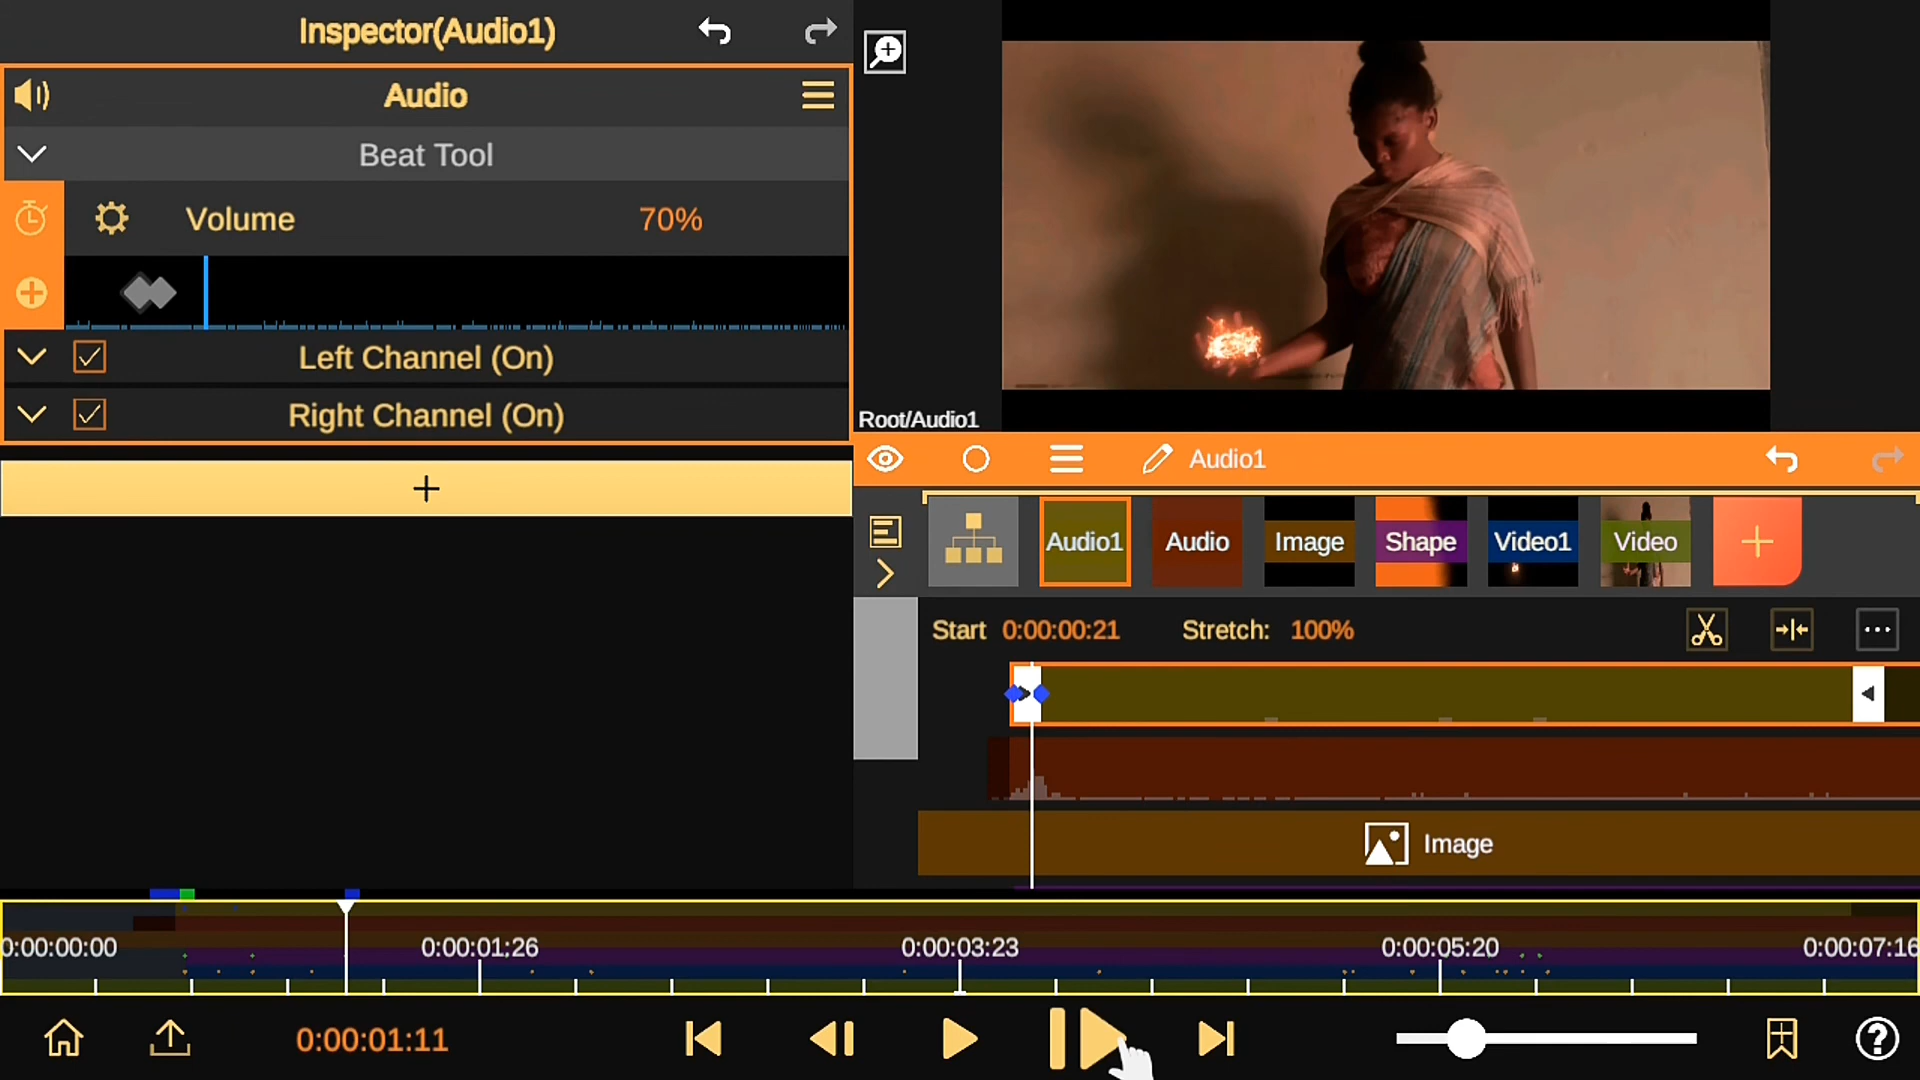 Inspector(Audio1)
Audio
Beat Tool
Volume 70%
Left Channel (On)
Right Channel (On)
Root/Audio1
Audio1
Audio1 Audio Image Shape Video1 Video
Start 0:00:00:21 Stretch: 100%
Image
0:00:00:00 0:00:01;26 0:00:03;23 0:00:05:20 0:00:07:16
0:00:01:11